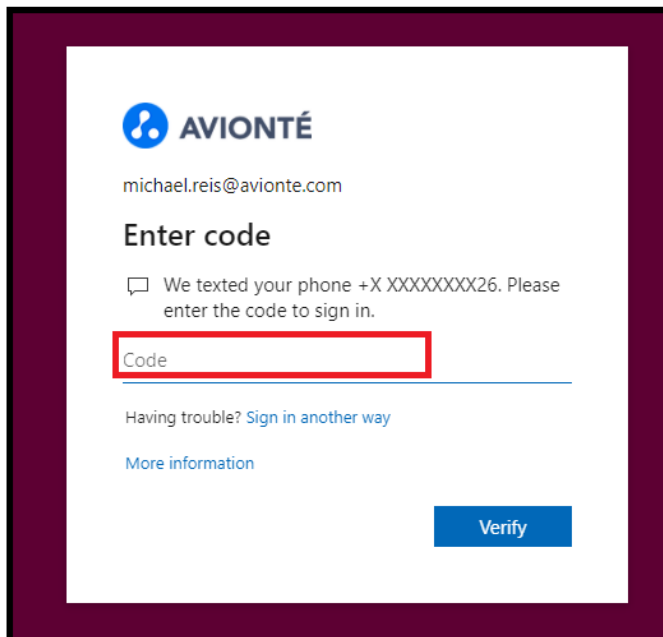 AVIONTÉ
michael.reis@avionte.com
Enter code
We texted your phone +X XXXXXXXX26. Please
enter the code to sign in.
Code
Having trouble? Sign in another way
More information
Verify